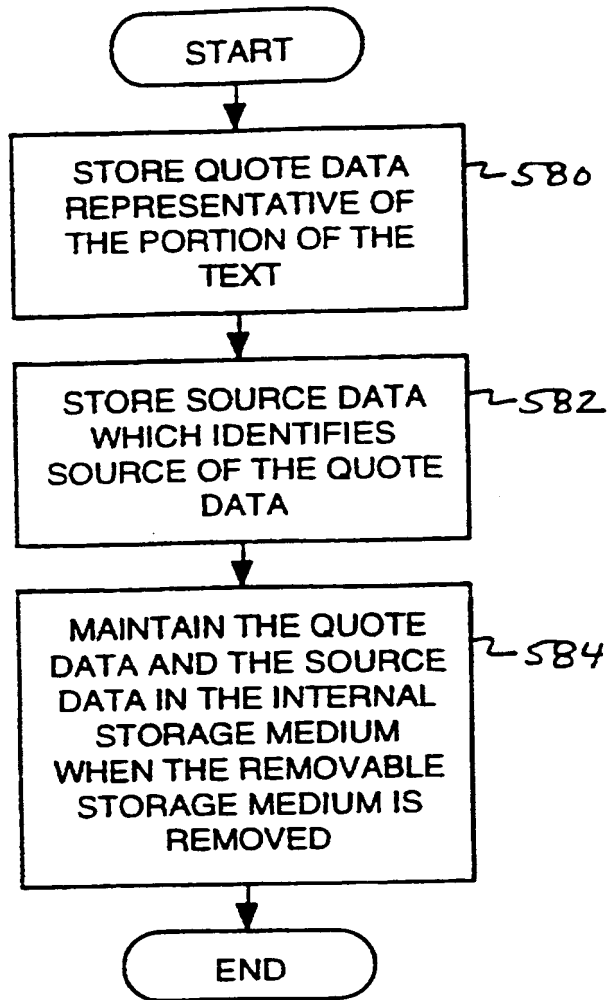 START
STORE QUOTE DATA
REPRESENTATIVE OF
THE PORTION OF THE
TEXT
580
STORE SOURCE DATA
WHICH IDENTIFIES
SOURCE OF THE QUOTE
DATA
582
MAINTAIN THE QUOTE
DATA AND THE SOURCE
DATA IN THE INTERNAL
STORAGE MEDIUM
WHEN THE REMOVABLE
STORAGE MEDIUM IS
REMOVED
584
END